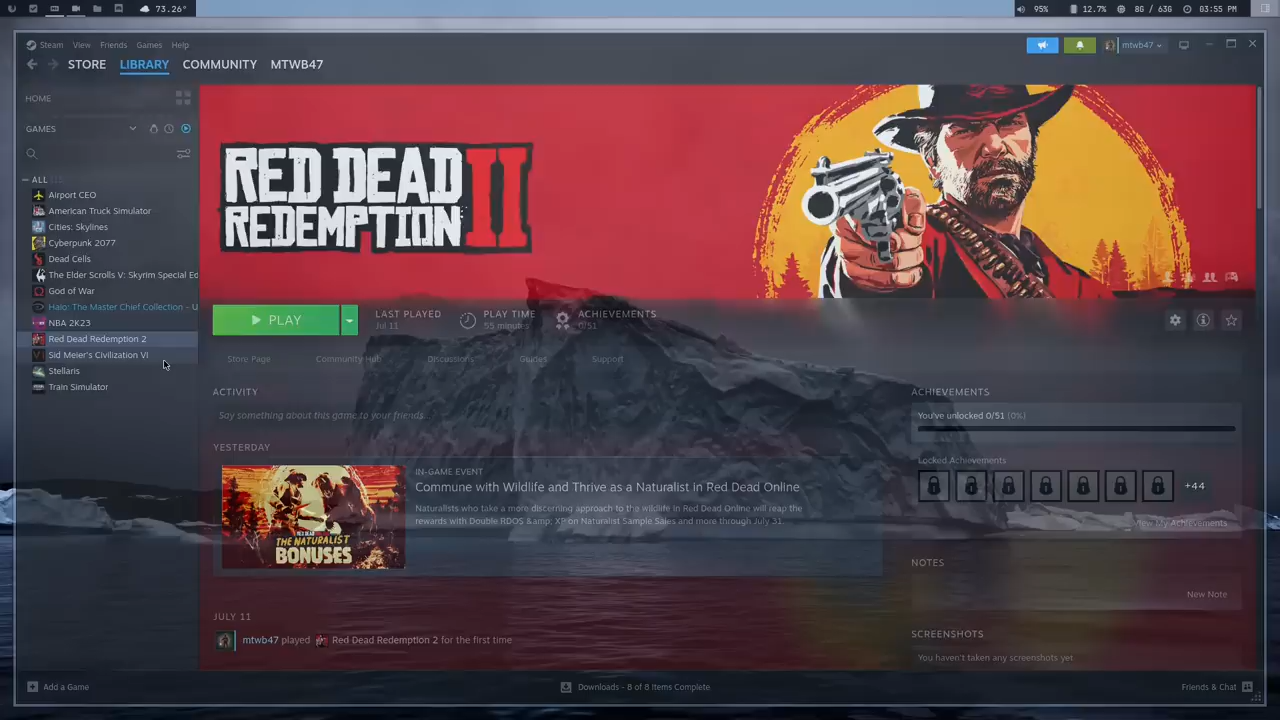 73.26°
95%
12.7%
8G / 63G
03:55 PM
Steam View Friends Games Help
mtwb47
STORE LIBRARY COMMUNITY MTWB47
HOME
GAMES
ALL
Airport CEO
American Truck Simulator
Cities: Skylines
Cyberpunk 2077
Dead Cells
The Elder Scrolls V: Skyrim Special Ed
God of War
Halo: The Master Chief Collection - U
NBA 2K23
Red Dead Redemption 2
Sid Meier's Civilization VI
Stellaris
Train Simulator
RED DEAD
REDEMPTION II
PLAY
LAST PLAYED
Jul 11
PLAY TIME
55 minutes
ACHIEVEMENTS
0/51
Store Page Community Hub Discussions Guides Support
ACTIVITY
Say something about this game to your friends...
YESTERDAY
IN-GAME EVENT
Commune with Wildlife and Thrive as a Naturalist in Red Dead Online
Naturalists who take a more discerning approach to the wildlife in Red Dead Online will reap the
rewards with Double RDO$ &amp; XP on Naturalist Sample Sales and more through July 31.
THE NATURALIST
BONUSES
JULY 11
mtwb47 played Red Dead Redemption 2 for the first time
ACHIEVEMENTS
You've unlocked 0/51 (0%)
Locked Achievements
+44
View My Achievements
NOTES
New Note
SCREENSHOTS
You haven't taken any screenshots yet
Add a Game
Downloads - 8 of 8 Items Complete
Friends & Chat